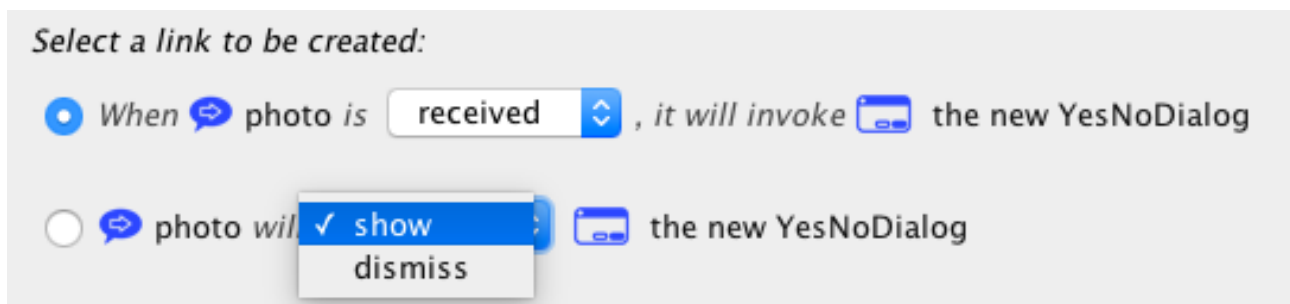 Select a link to be created:
When photo is received , it will invoke the new YesNoDialog
photo wil ✓ show the new YesNoDialog
dismiss